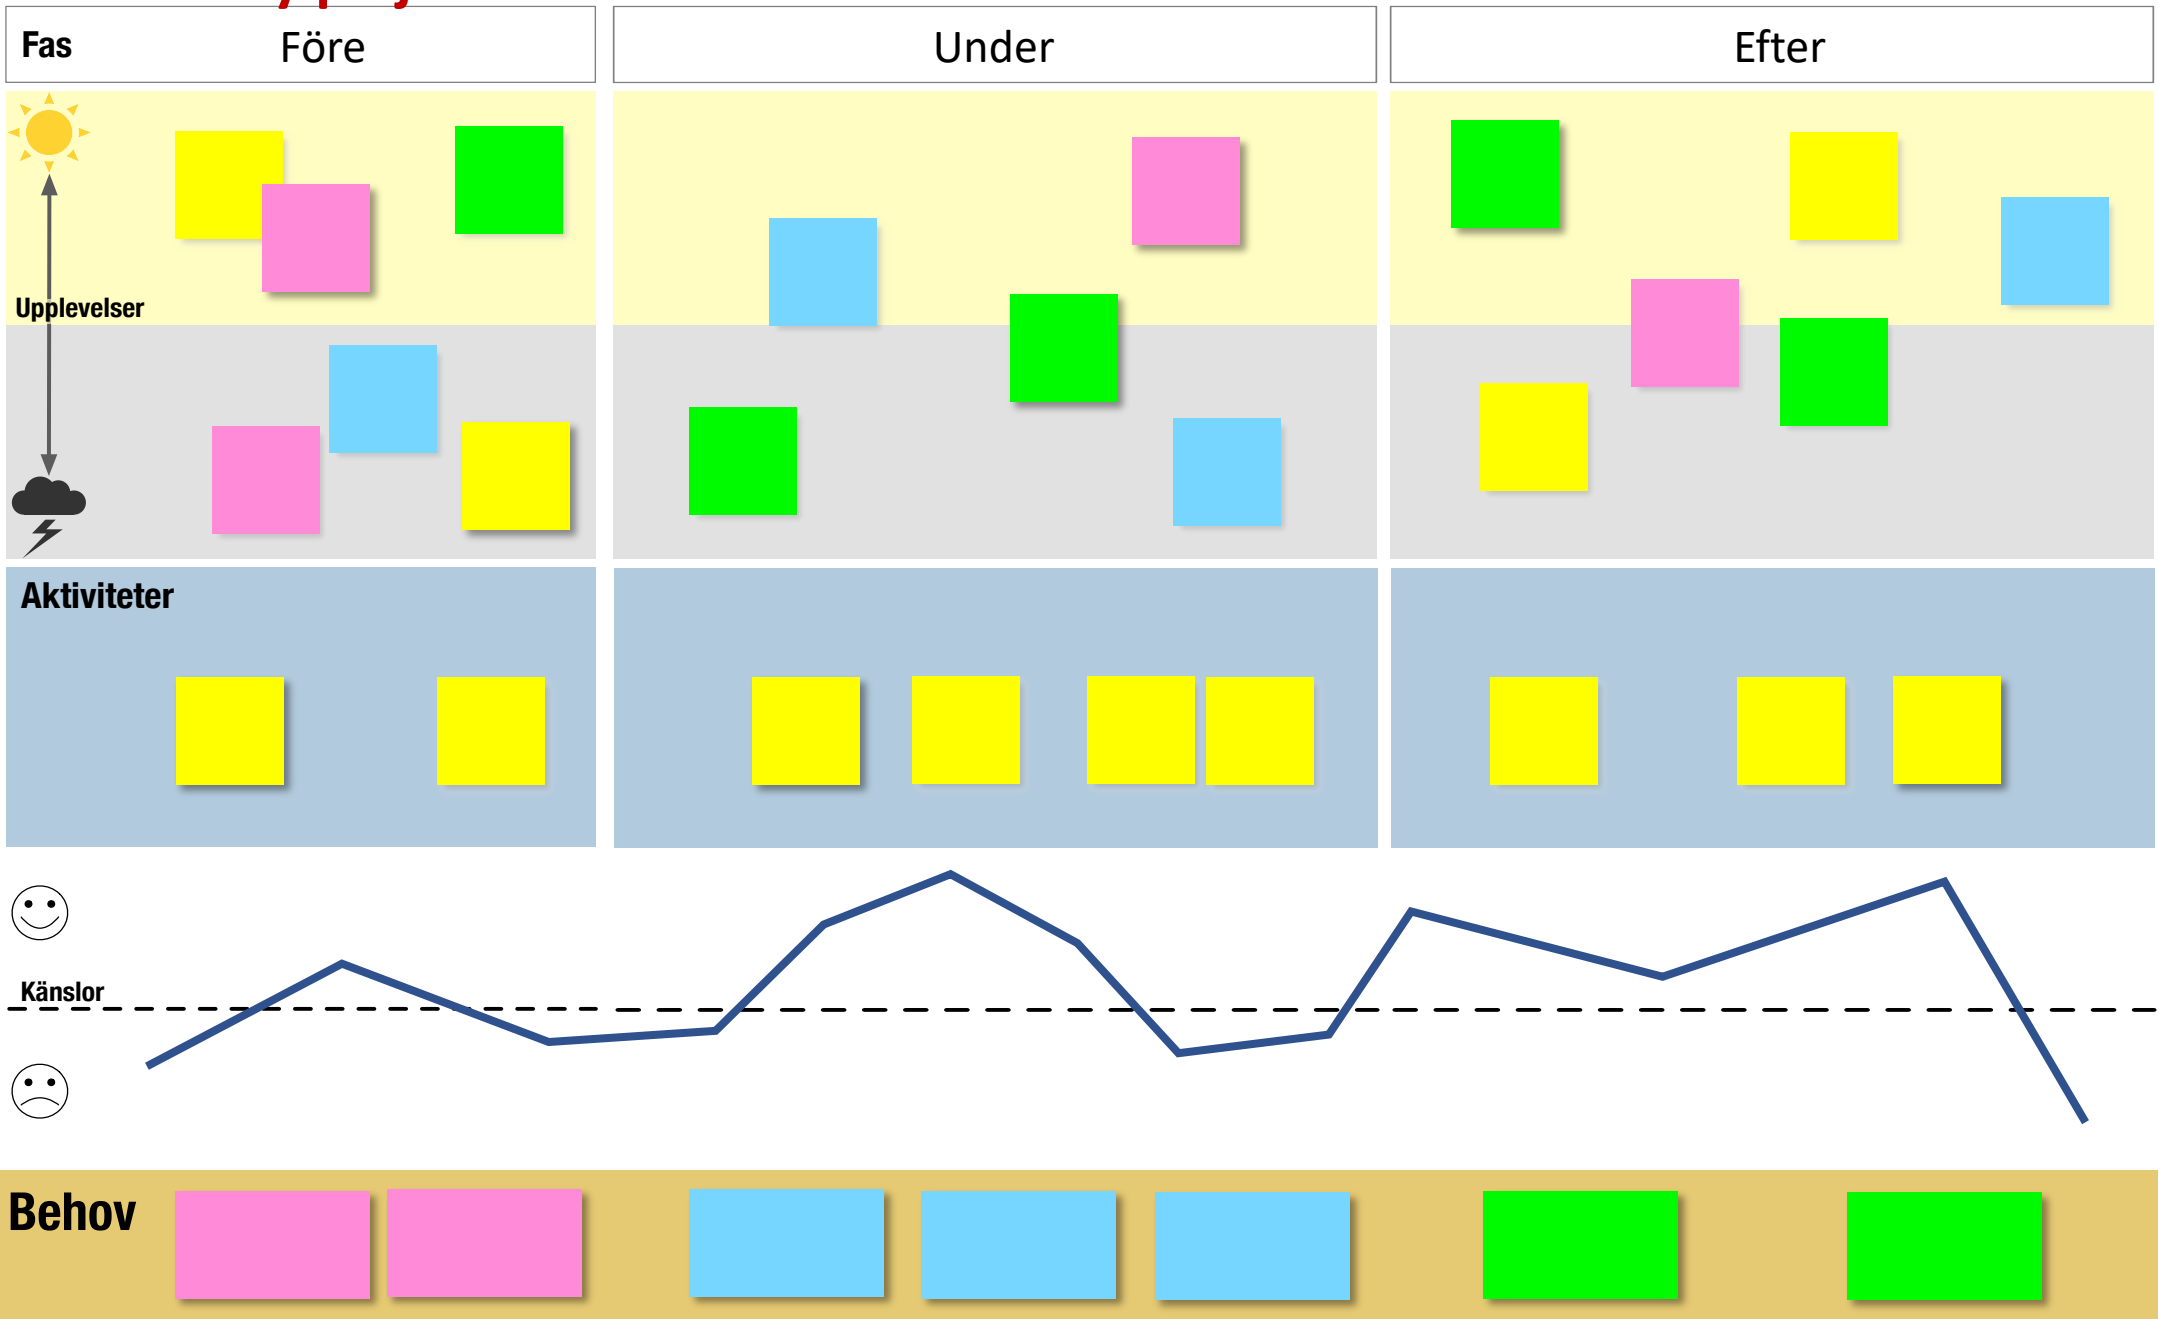 Fas
Före
Under
Efter
Upplevelser
Aktiviteter
Känslor
Behov